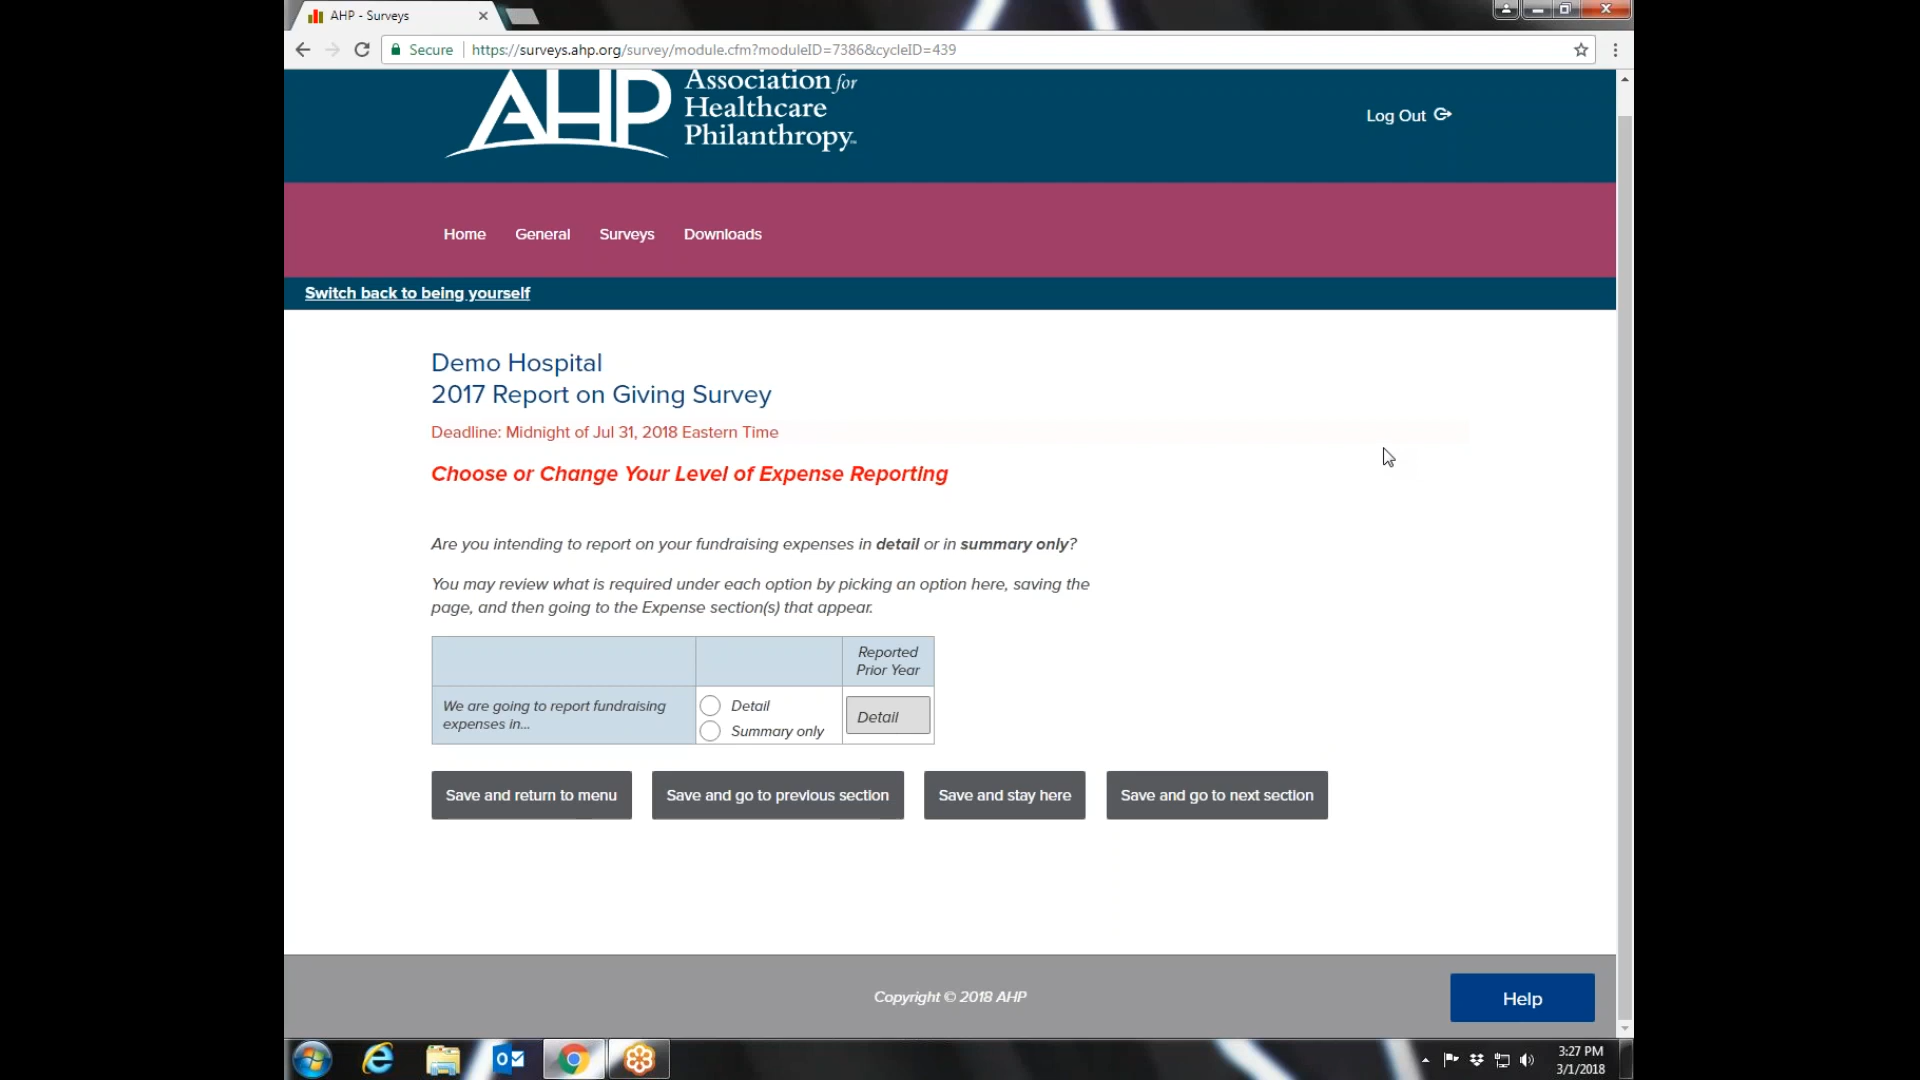 AHP - Surveys
Secure https://surveys.ahp.org/survey/module.cfm?moduleID=7386&cycleID=439
AHP
Association for
Healthcare
Philanthropy
Log Out
Home General Surveys Downloads
Switch back to being yourself
Demo Hospital
2017 Report on Giving Survey
Deadline: Midnight of Jul 31, 2018 Eastern Time
Choose or Change Your Level of Expense Reporting
Are you intending to report on your fundraising expenses in detail or in summary only?
You may review what is required under each option by picking an option here, saving the
page, and then going to the Expense section(s) that appear.
Reported
Prior Year
We are going to report fundraising
expenses in...
Detail
Summary only
Detail
Save and return to menu Save and go to previous section Save and stay here Save and go to next section
Copyright © 2018 AHP
Help
3:27 PM
3/1/2018